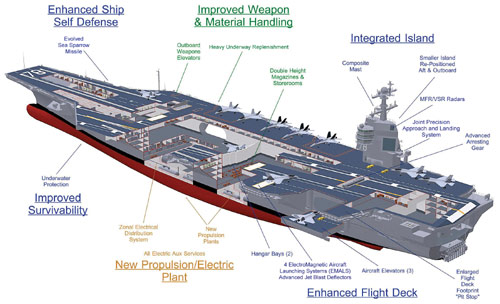 Enhanced Ship
Self Defense
Evolved
Sea Sparrow
Missile
Improved Weapon
& Material Handling
Outboard
Weapons
Elevators
Heavy Underway Replenishment
Double Height
Magazines &
Storerooms
Integrated Island
Composite
Mast
Smaller Island
Re-Positioned
Aft & Outboard
MFR/VSR Radars
Joint Precision
Approach and Landing
System
Advanced
Arresting
Gear
78
Underwater
Protection
Improved
Survivability
Zonal Electrical
Distribution
System
New
Propulsion
Plants
All Electric Aux Services
New Propulsion/Electric
Plant
Hangar Bays (2)
4 ElectroMagnetic Aircraft
Launching Systems (EMALS)
Advanced Jet Blast Deflectors
Aircraft Elevators (3)
Enhanced Flight Deck
Enlarged
Flight
Deck
Footprint
"Pit Stop"